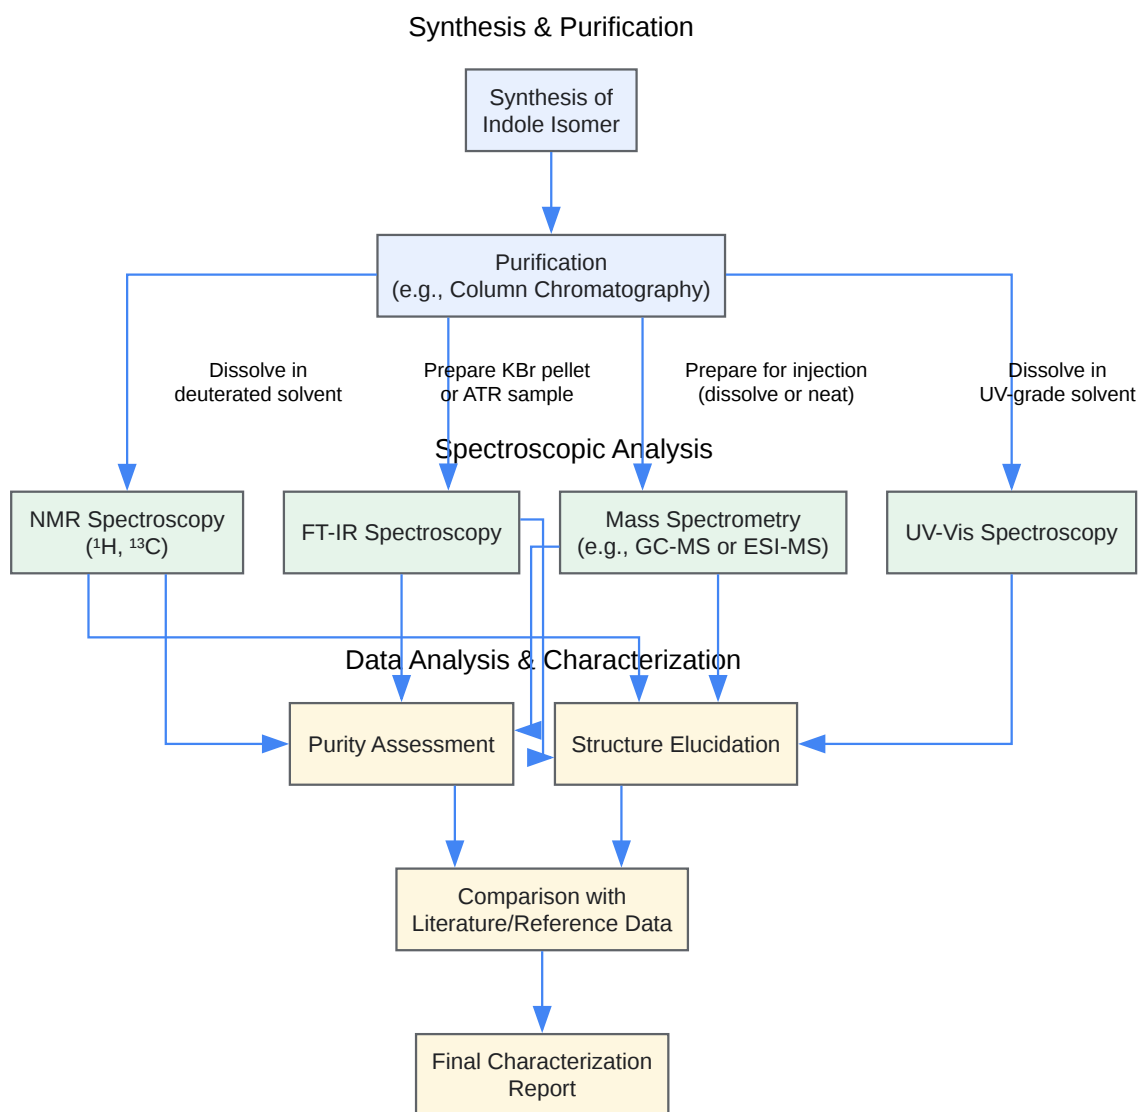 Synthesis & Purification
Synthesis of
Indole Isomer
Purification
(e.g., Column Chromatography)
Dissolve in
deuterated solvent
Prepare KBr pellet
or ATR sample
Prepare for injection
(dissolve or neat)
Dissolve in
UV-grade solvent
Spectroscopic Analysis
NMR Spectroscopy
(¹H, ¹³C)
FT-IR Spectroscopy
Mass Spectrometry
(e.g., GC-MS or ESI-MS)
UV-Vis Spectroscopy
Data Analysis & Characterization
Purity Assessment
Structure Elucidation
Comparison with
Literature/Reference Data
Final Characterization
Report